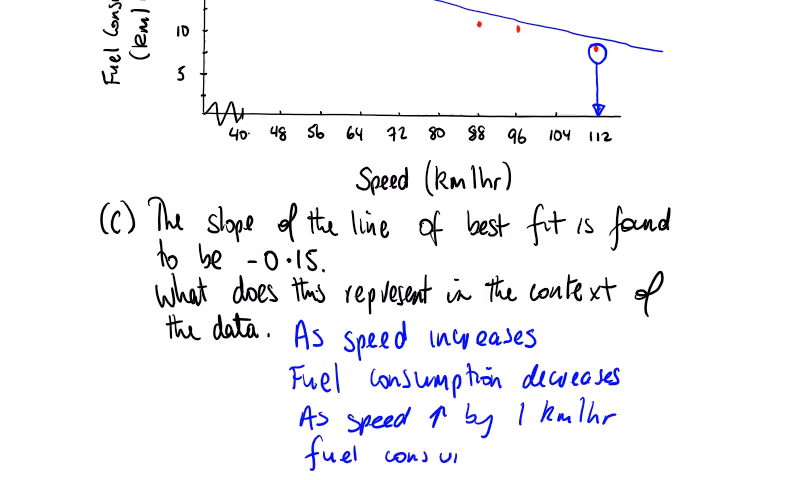 Fuel Cons
(km/
10
5
40 48 56 64 72 80 88 96 104 112
Speed (km/hr)
(c) The slope of the line of best fit is found
to be -0.15.
What does this represent in the context of
the data. As speed increases
Fuel consumption decreases
As speed ↑ by 1 km/hr
fuel consu